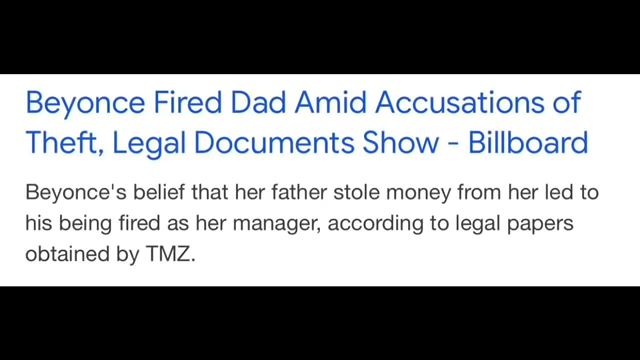 Beyonce Fired Dad Amid Accusations of
Theft, Legal Documents Show - Billboard
Beyonce's belief that her father stole money from her led to
his being fired as her manager, according to legal papers
obtained by TMZ.